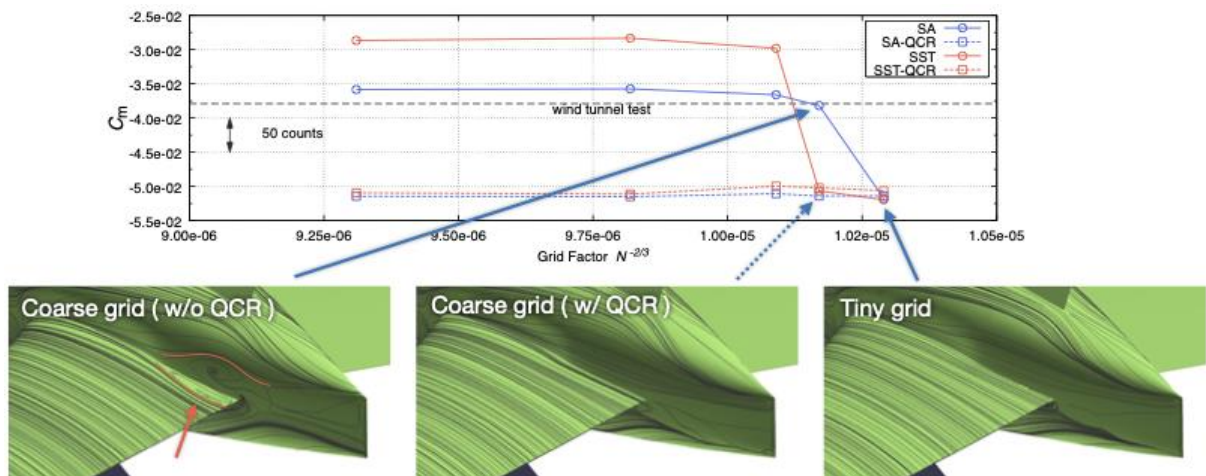 -2.5e-02
-3.0e-02
-3.5e-02
-4.0e-02
-4.5e-02
-5.0e-02
-5.5e-02
Cm
SA
SA-QCR
SST
SST-QCR
wind tunnel test
50 counts
9.00e-06 9.25e-06 9.50e-06 9.75e-06 1.00e-05 1.02e-05 1.05e-05
Grid Factor N^-2/3
Coarse grid ( w/o QCR )
Coarse grid ( w/ QCR )
Tiny grid